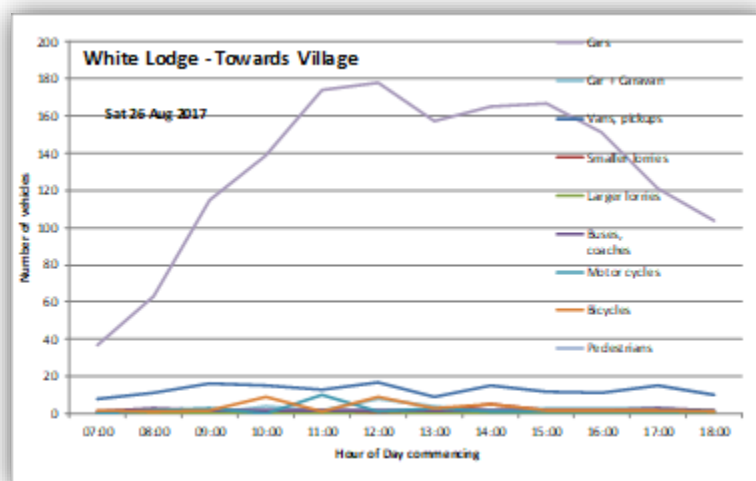 200
White Lodge - Towards Village
Cars
180
Car + Caravan
Sat 26 Aug 2017
160
Vans, pickups
140
Smaller lorries
120
Larger lorries
100
Buses,
coaches
80
Motor cycles
60
Bicycles
40
Pedestrians
20
0
Number of vehicles
07:00 08:00 09:00 10:00 11:00 12:00 13:00 14:00 15:00 16:00 17:00 18:00
Hour of Day commencing